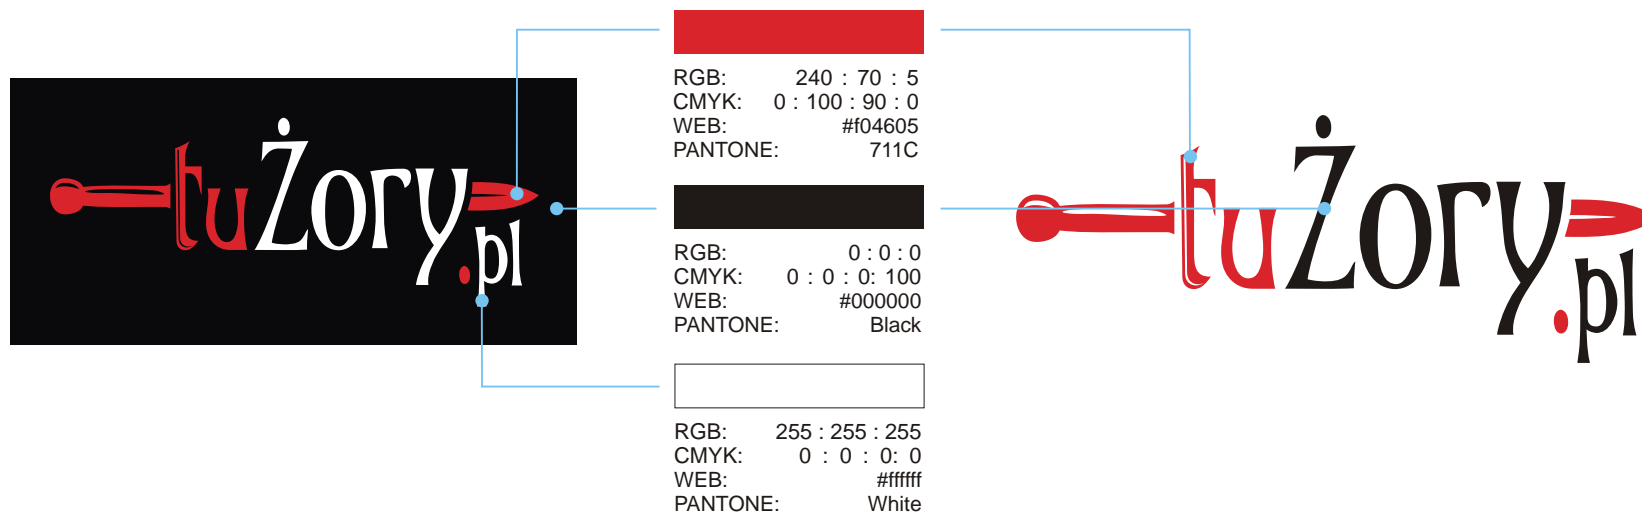 tuŻory
.pl
RGB: 240 : 70 : 5
CMYK: 0 : 100 : 90 : 0
WEB: #f04605
PANTONE: 711C
RGB: 0 : 0 : 0
CMYK: 0 : 0 : 0: 100
WEB: #000000
PANTONE: Black
RGB: 255 : 255 : 255
CMYK: 0 : 0 : 0: 0
WEB: #ffffff
PANTONE: White
tuŻory
.pl